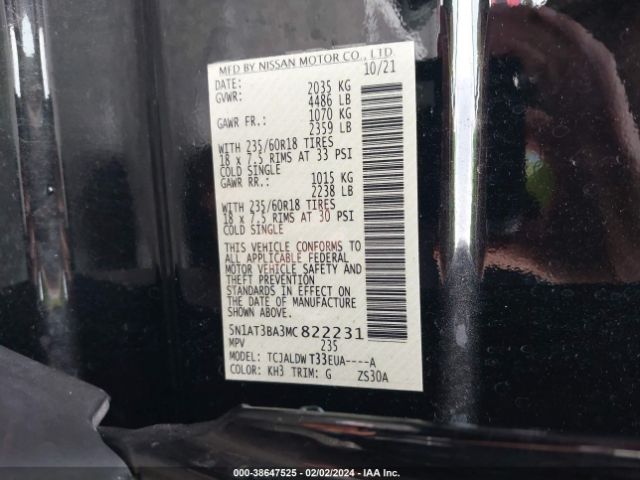 MFD BY NISSAN MOTOR CO., LTD.
DATE: 10/21
GVWR: 2035 KG
4486 LB
GAWR FR.: 1070 KG
2359 LB
WITH 235/60R18 TIRES
18 x 7.5 RIMS AT 33 PSI
COLD SINGLE
GAWR RR.: 1015 KG
2238 LB
WITH 235/60R18 TIRES
18 x 7.5 RIMS AT 30 PSI
COLD SINGLE
THIS VEHICLE CONFORMS TO
ALL APPLICABLE FEDERAL
MOTOR VEHICLE SAFETY AND
THEFT PREVENTION
STANDARDS IN EFFECT ON
THE DATE OF MANUFACTURE
SHOWN ABOVE.
5N1AT3BA3MC822231
MPV 235
MODEL: TCJALDWT33EUA----A
COLOR: KH3 TRIM: G ZS30A
000-38647525 - 02/02/2024 - IAA Inc.